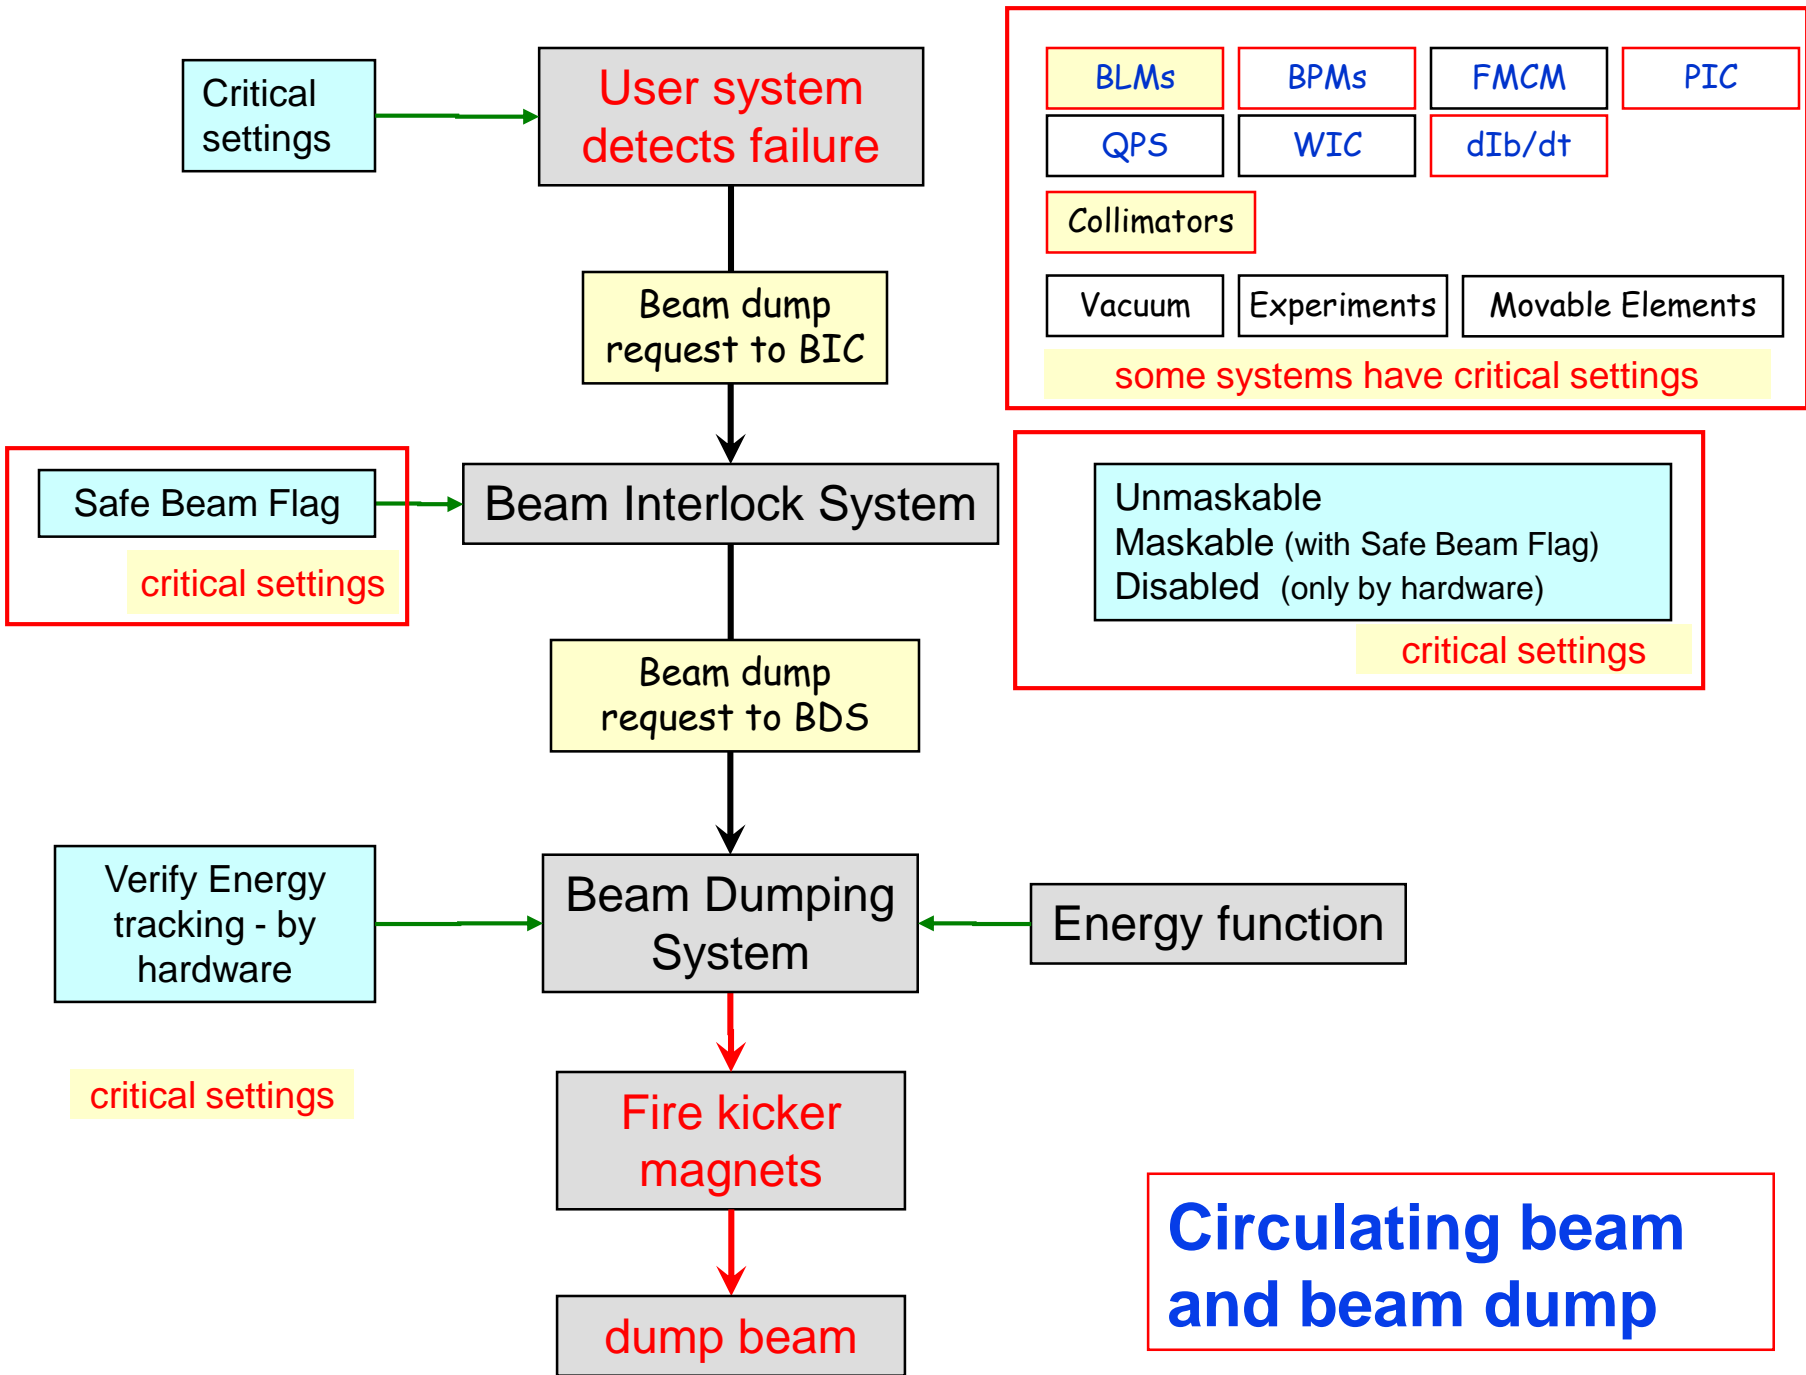 Critical
settings
User system
detects failure
BLMs
BPMs
FMCM
PIC
QPS
WIC
dIb/dt
Collimators
Vacuum
Experiments
Movable Elements
some systems have critical settings
Beam dump
request to BIC
Safe Beam Flag
critical settings
Beam Interlock System
Unmaskable
Maskable (with Safe Beam Flag)
Disabled (only by hardware)
critical settings
Beam dump
request to BDS
Verify Energy
tracking - by
hardware
critical settings
Beam Dumping
System
Energy function
Fire kicker
magnets
dump beam
Circulating beam
and beam dump